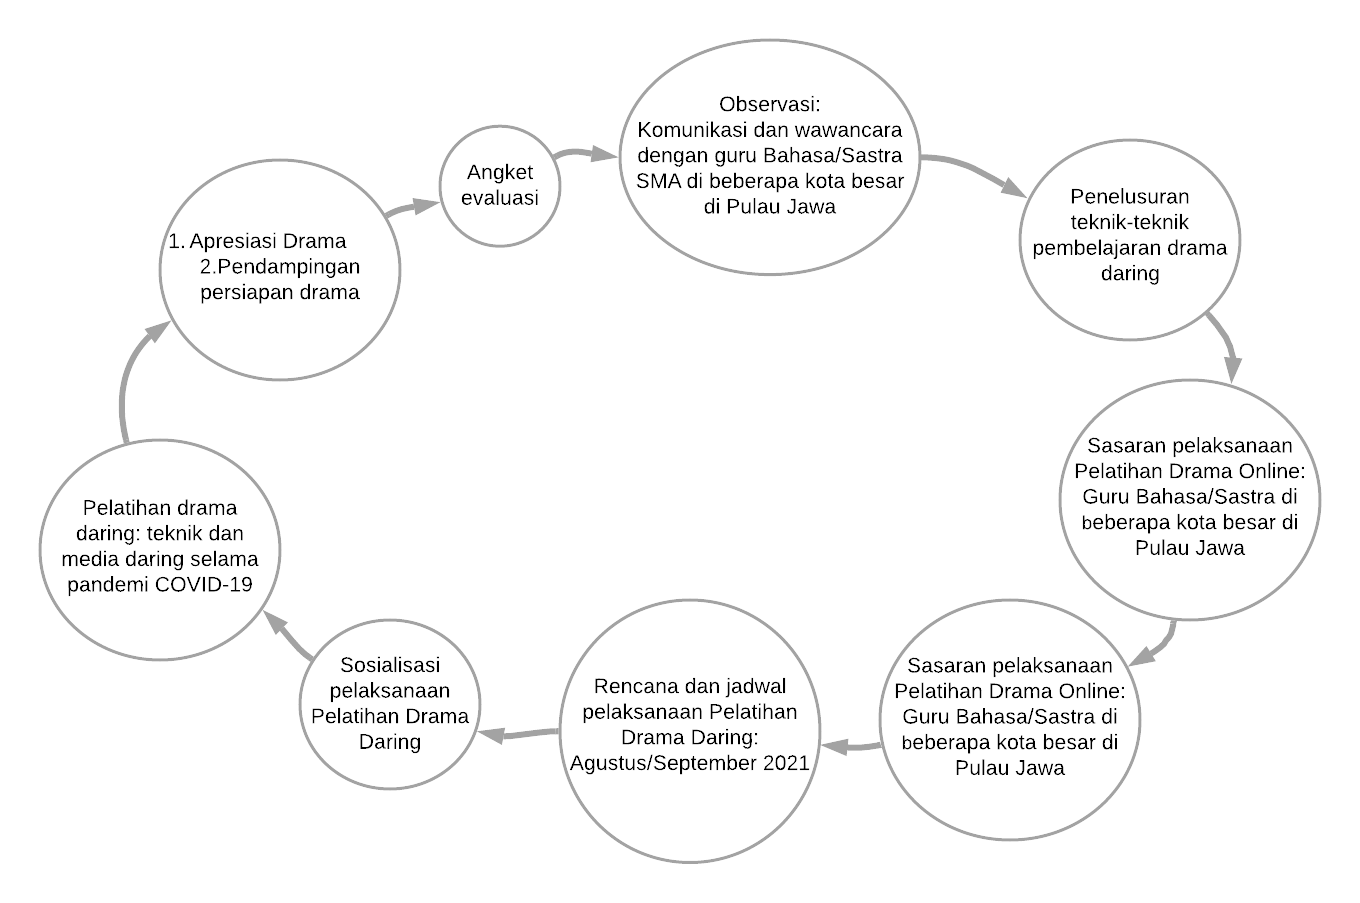 Observasi:
Komunikasi dan wawancara
dengan guru Bahasa/Sastra
SMA di beberapa kota besar
di Pulau Jawa
Penelusuran
teknik-teknik
pembelajaran drama
daring
Sasaran pelaksanaan
Pelatihan Drama Online:
Guru Bahasa/Sastra di
beberapa kota besar di
Pulau Jawa
Sasaran pelaksanaan
Pelatihan Drama Online:
Guru Bahasa/Sastra di
beberapa kota besar di
Pulau Jawa
Rencana dan jadwal
pelaksanaan Pelatihan
Drama Daring:
Agustus/September 2021
Sosialisasi
pelaksanaan
Pelatihan Drama
Daring
Pelatihan drama
daring: teknik dan
media daring selama
pandemi COVID-19
1. Apresiasi Drama
2.Pendampingan
persiapan drama
Angket
evaluasi